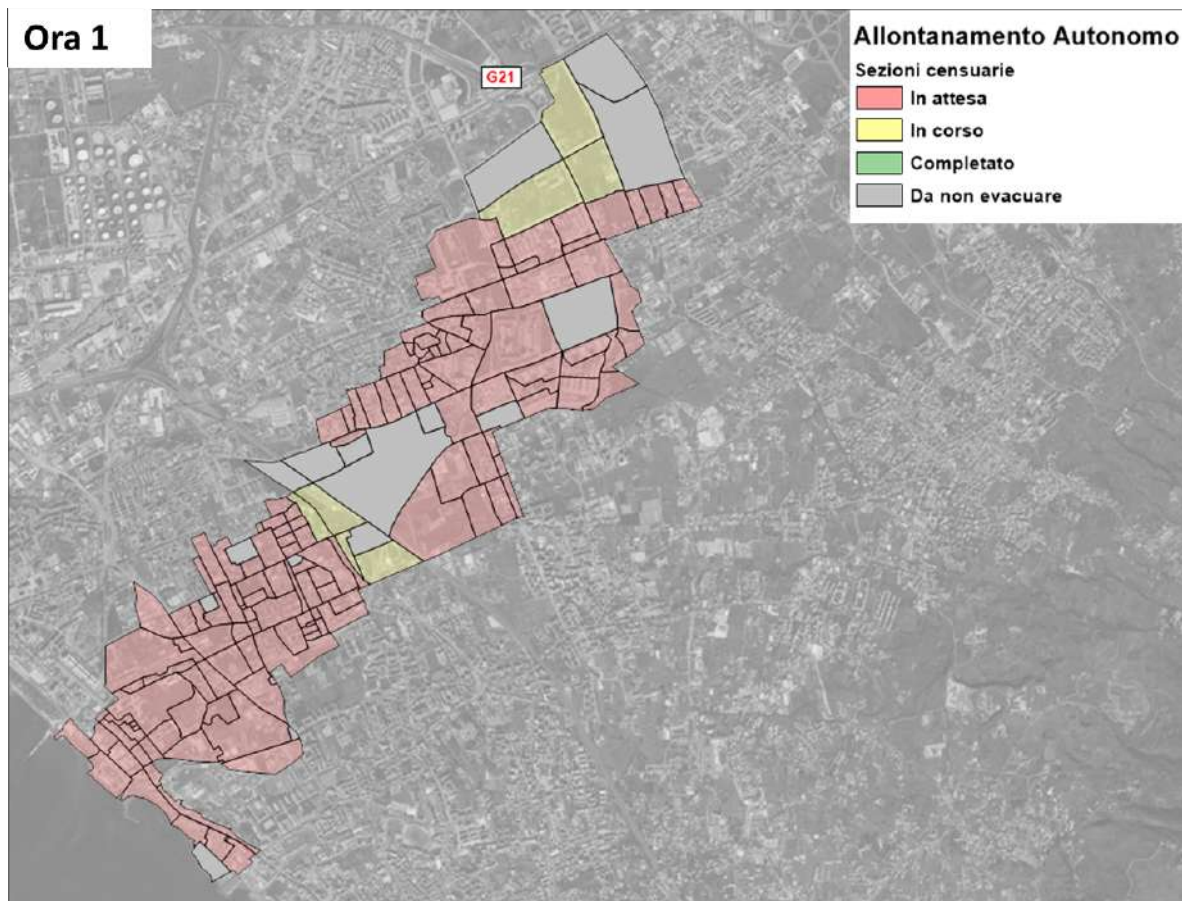 Ora 1
G21
Allontanamento Autonomo
Sezioni censuarie
In attesa
In corso
Completato
Da non evacuare